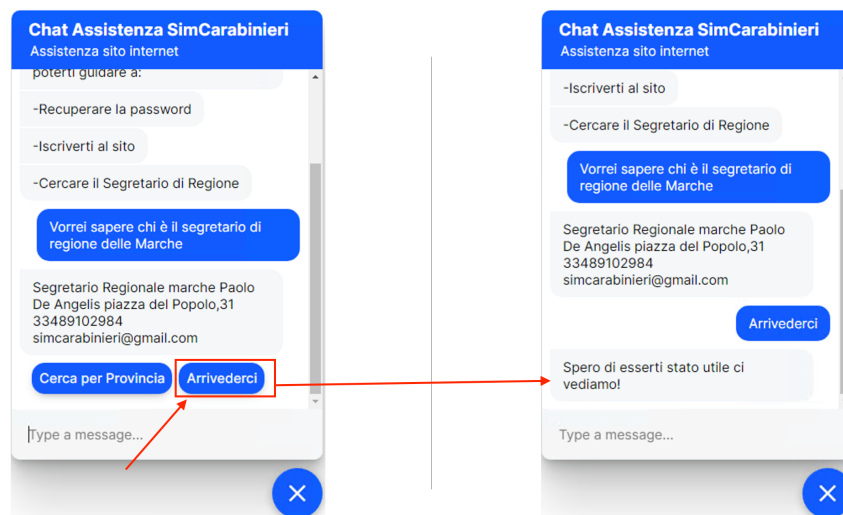 Chat Assistenza SimCarabinieri
Assistenza sito internet
poterti guidare a:
-Recuperare la password
-Iscriverti al sito
-Cercare il Segretario di Regione
Vorrei sapere chi è il segretario di
regione delle Marche
Segretario Regionale marche Paolo
De Angelis piazza del Popolo,31
33489102984
simcarabinieri@gmail.com
Cerca per Provincia
Arrivederci
Type a message...
Chat Assistenza SimCarabinieri
Assistenza sito internet
-Iscriverti al sito
-Cercare il Segretario di Regione
Vorrei sapere chi è il segretario di
regione delle Marche
Segretario Regionale marche Paolo
De Angelis piazza del Popolo,31
33489102984
simcarabinieri@gmail.com
Arrivederci
Spero di esserti stato utile ci
vediamo!
Type a message...